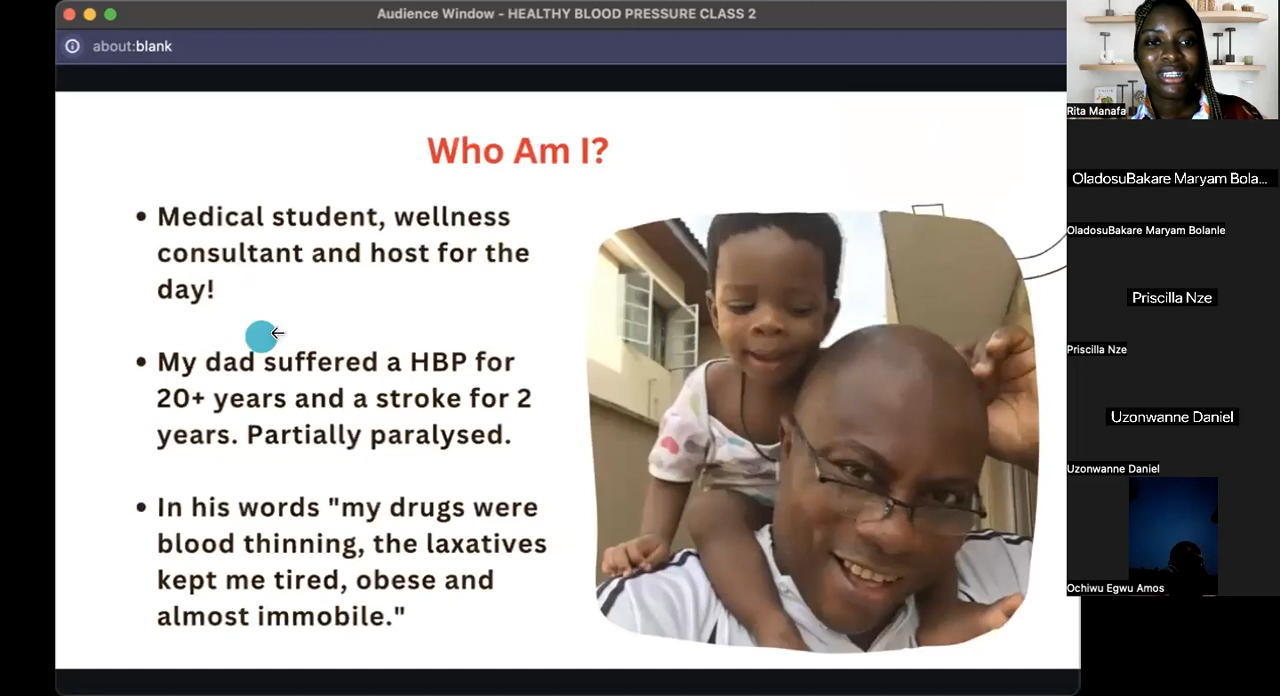 Audience Window - HEALTHY BLOOD PRESSURE CLASS 2
about:blank
Who Am I?
• Medical student, wellness
consultant and host for the
day!
• My dad suffered a HBP for
20+ years and a stroke for 2
years. Partially paralysed.
• In his words "my drugs were
blood thinning, the laxatives
kept me tired, obese and
almost immobile."
Rita Manafa
OladosuBakare Maryam Bola...
OladosuBakare Maryam Bolanle
Priscilla Nze
Priscilla Nze
Uzonwanne Daniel
Uzonwanne Daniel
Ochiwu Egwu Amos